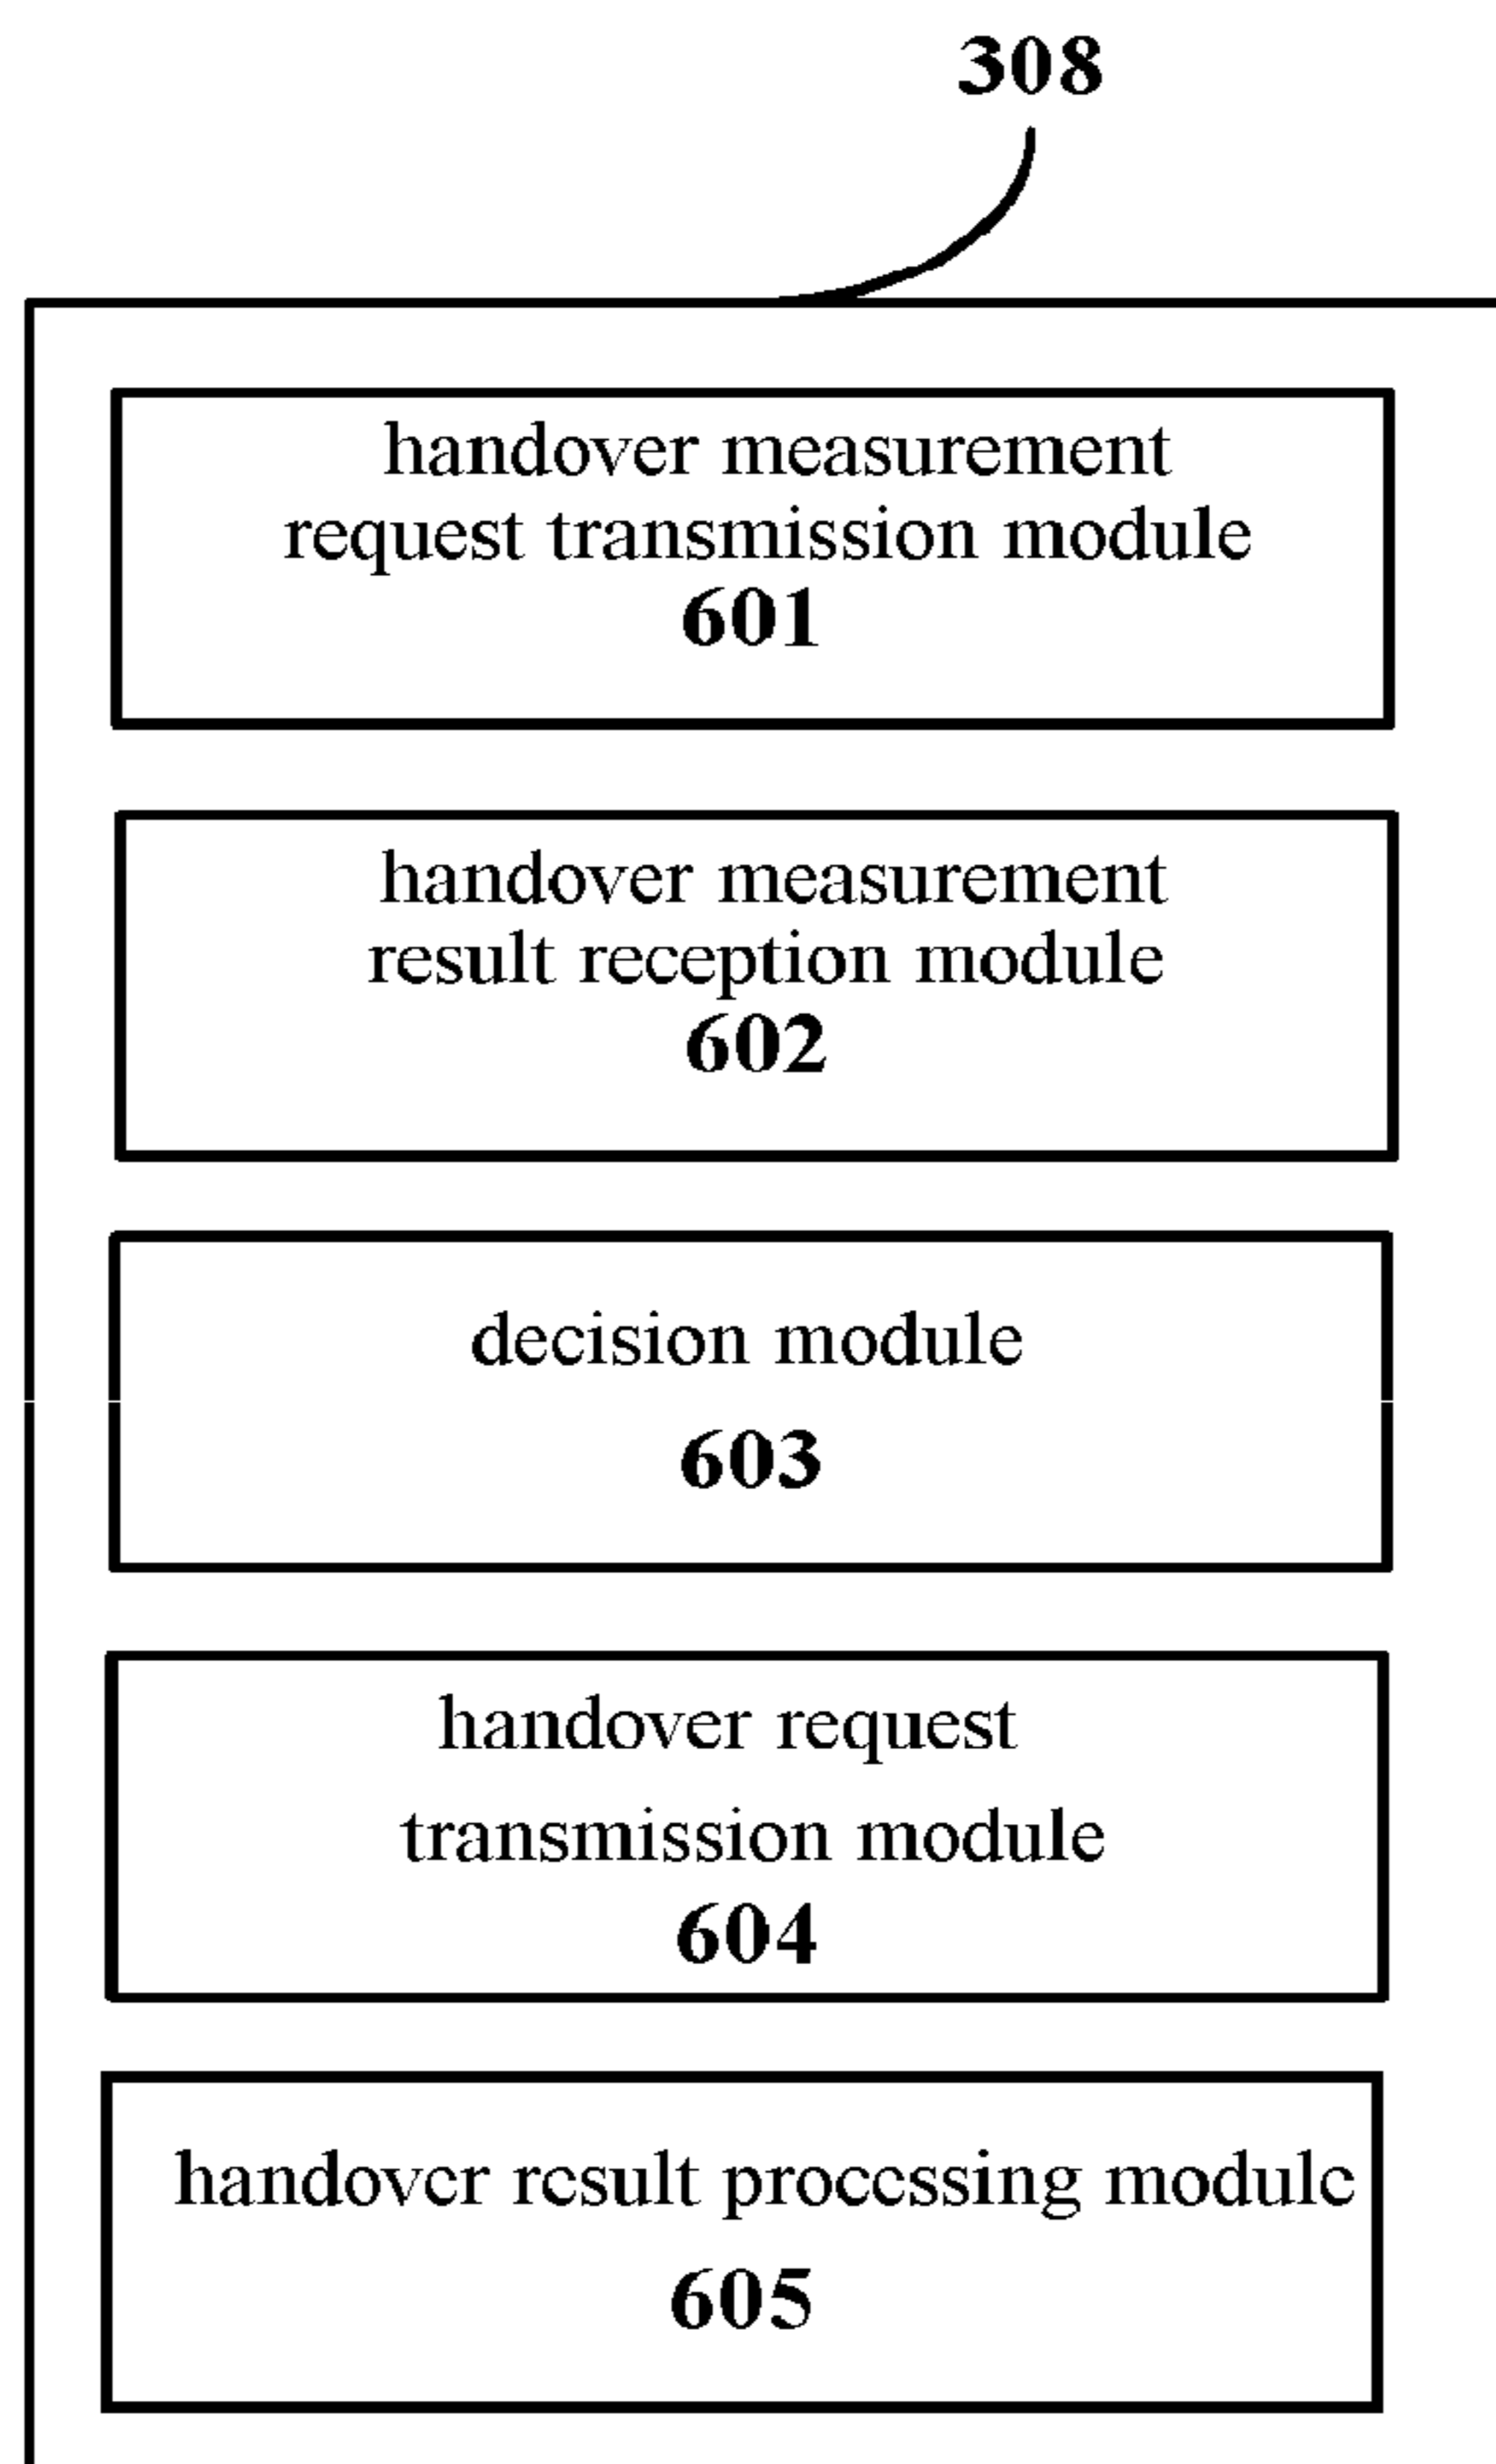 308
handover measurement
request transmission module
601
handover measurement
result reception module
602
decision module
603
handover request
transmission module
604
handover result processing module
605